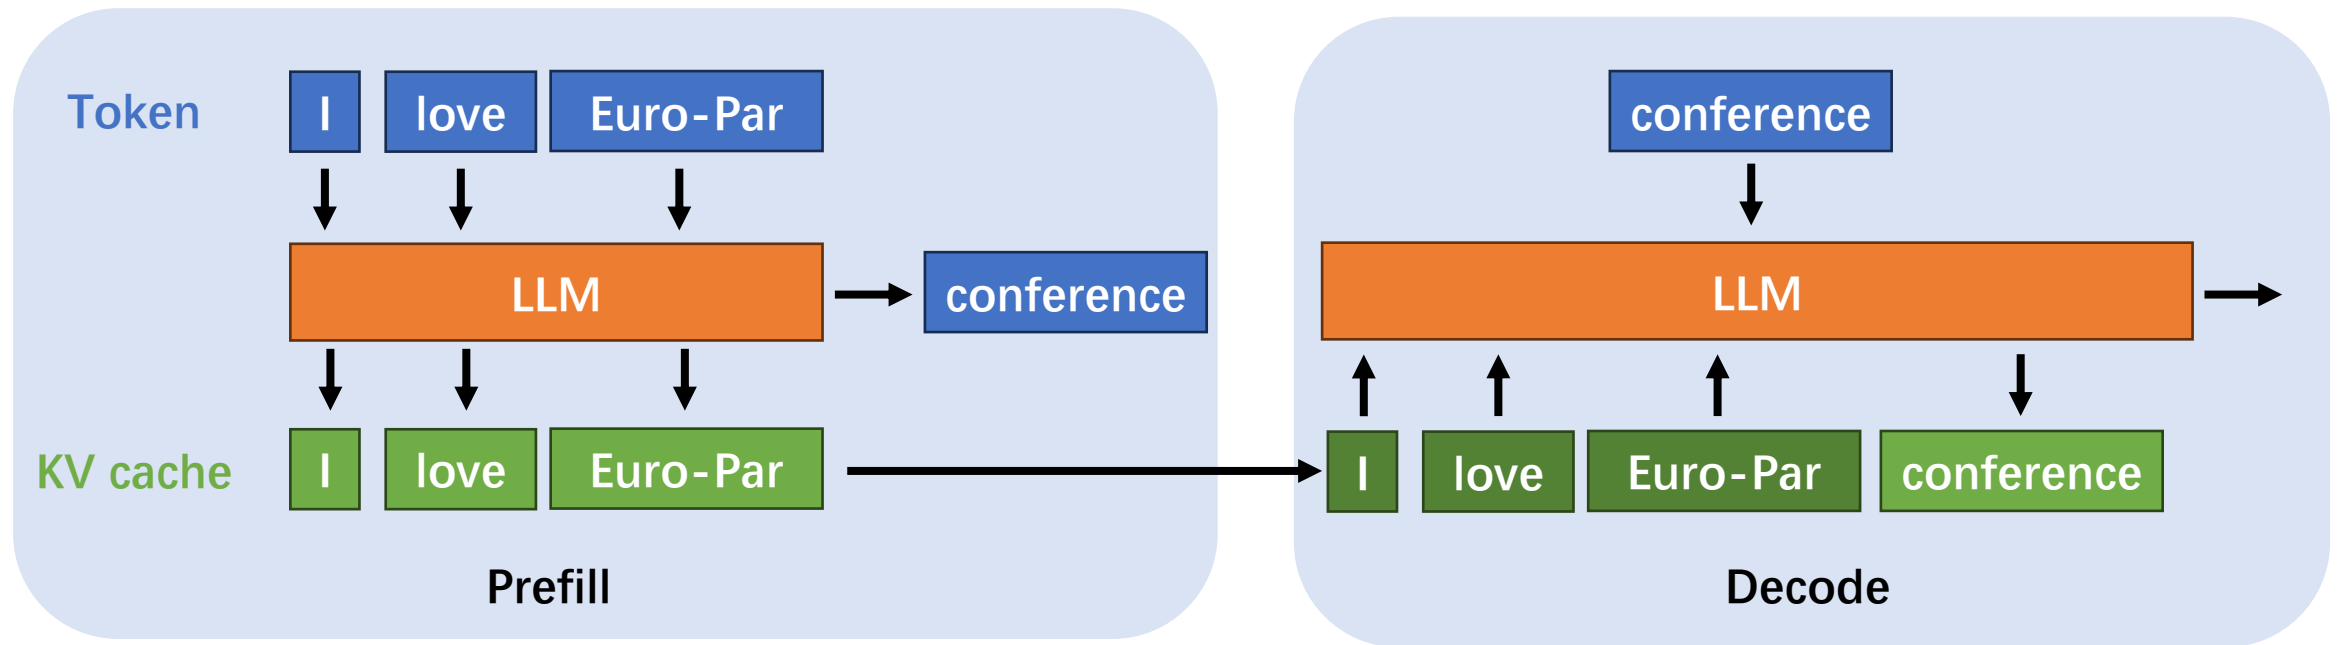 Token I love Euro-Par
LLM
conference
KV cache I love Euro-Par
Prefill
conference
LLM
I love Euro-Par conference
Decode